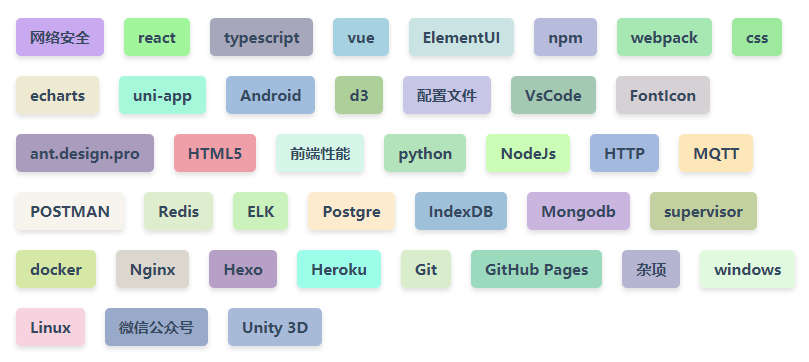 网络安全 react typescript vue ElementUI npm webpack css
echarts uni-app Android d3 配置文件 VsCode FontIcon
ant.design.pro HTML5 前端性能 python NodeJs HTTP MQTT
POSTMAN Redis ELK Postgre IndexDB Mongodb supervisor
docker Nginx Hexo Heroku Git GitHub Pages 杂项 windows
Linux 微信公众号 Unity 3D